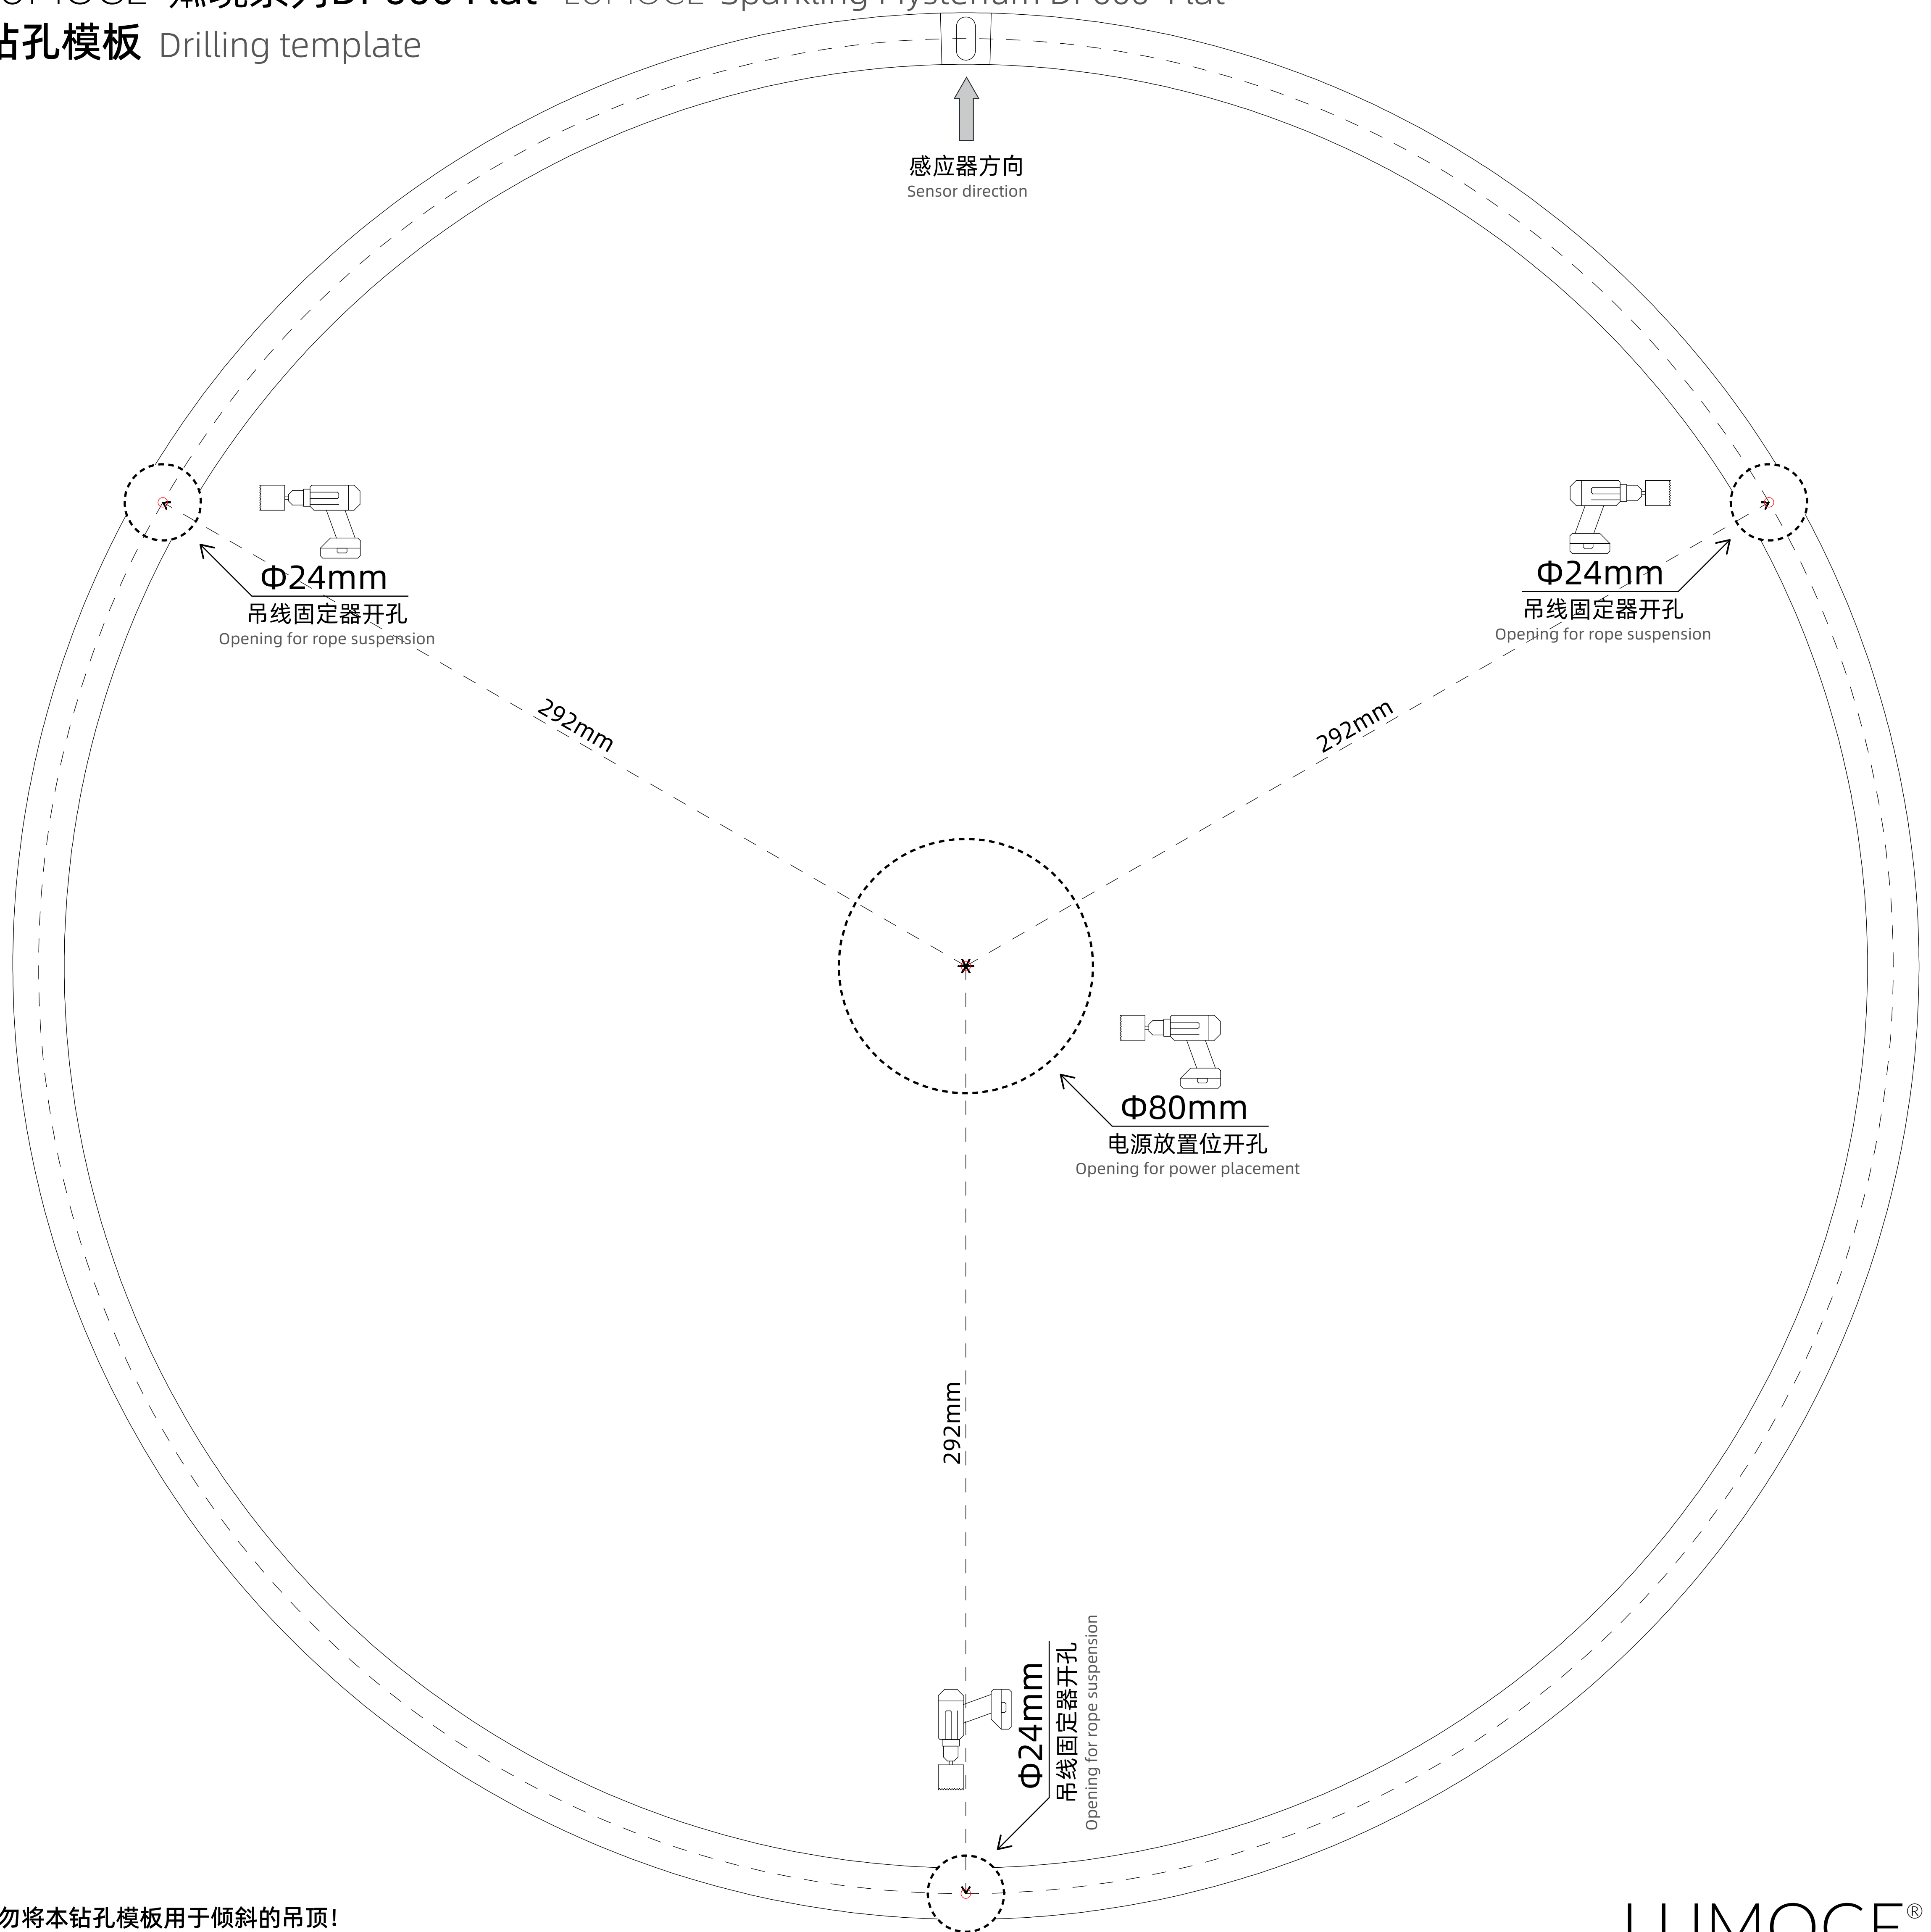 钻孔模板 Drilling template
感应器方向
Sensor direction
Φ24mm
吊线固定器开孔
Opening for rope suspension
Φ24mm
吊线固定器开孔
Opening for rope suspension
292mm
292mm
Φ80mm
电源放置位开孔
Opening for power placement
292mm
Φ24mm
吊线固定器开孔
Opening for rope suspension
勿将本钻孔模板用于倾斜的吊顶!
LUMOCE®